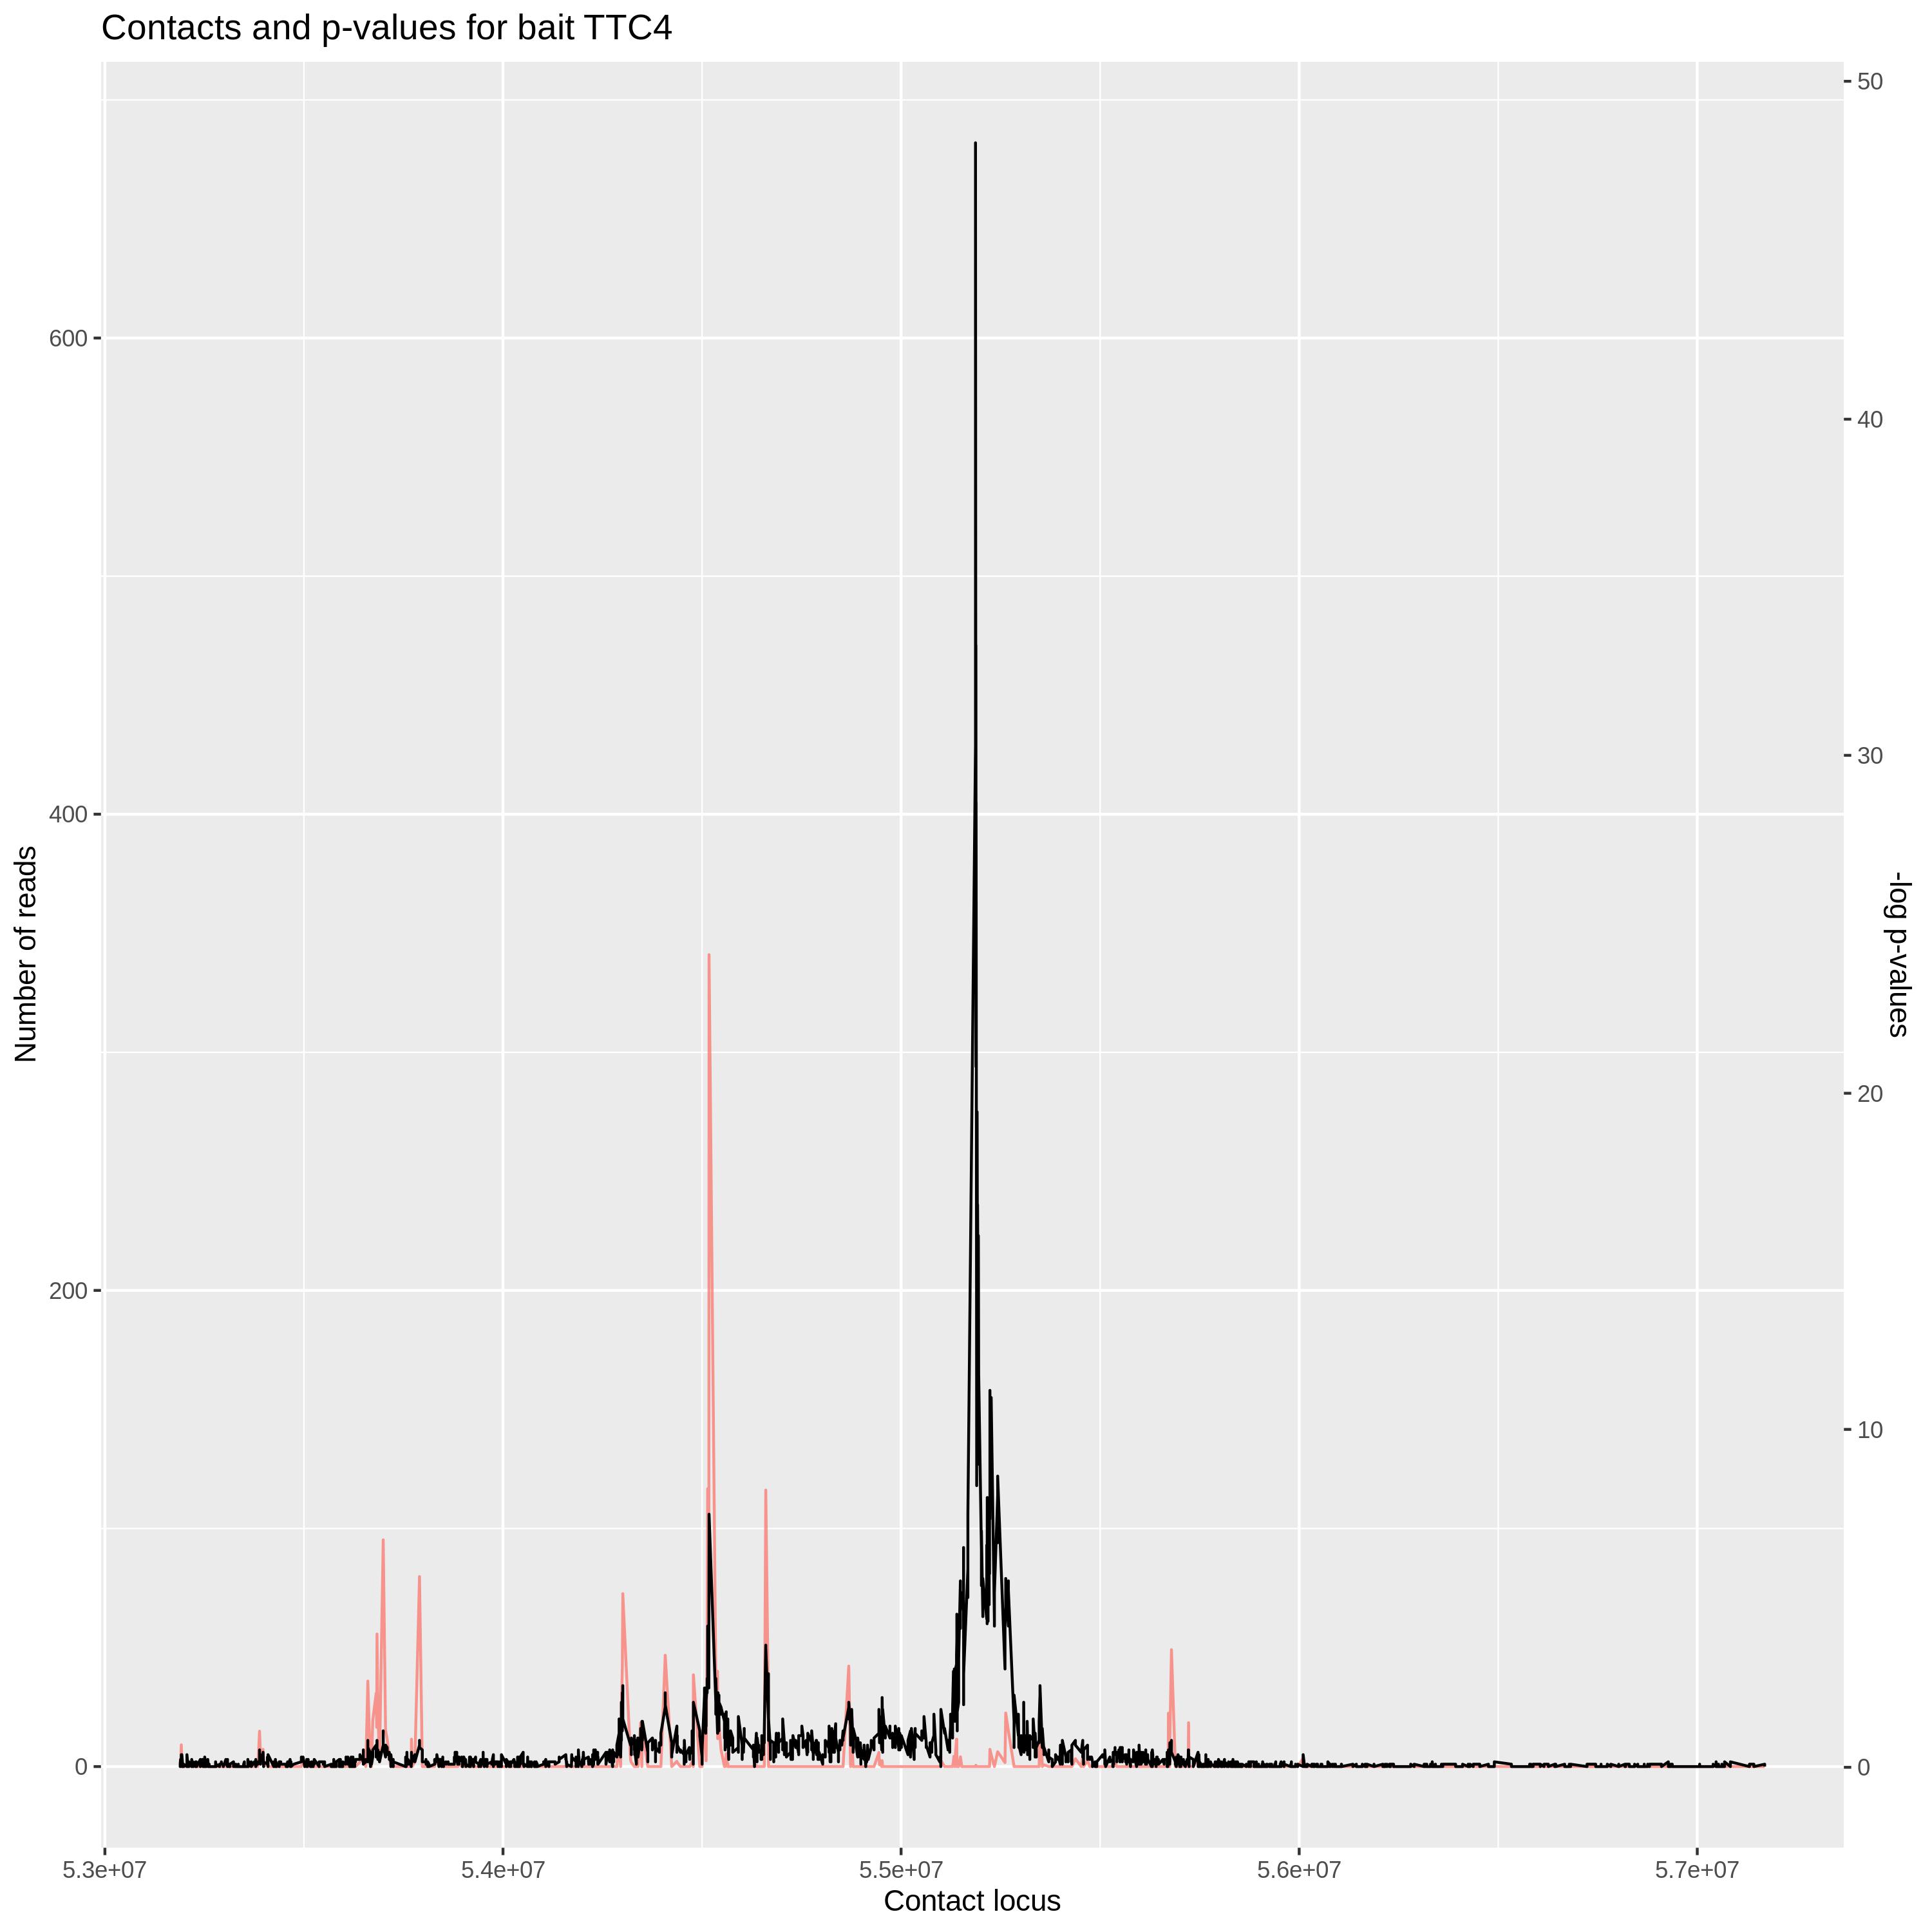 Contacts and p-values for bait TTC4
Number of reads
600
400
200
0
50
40
30
20
10
0
-log p-values
5.3e+07
5.4e+07
5.5e+07
5.6e+07
5.7e+07
Contact locus